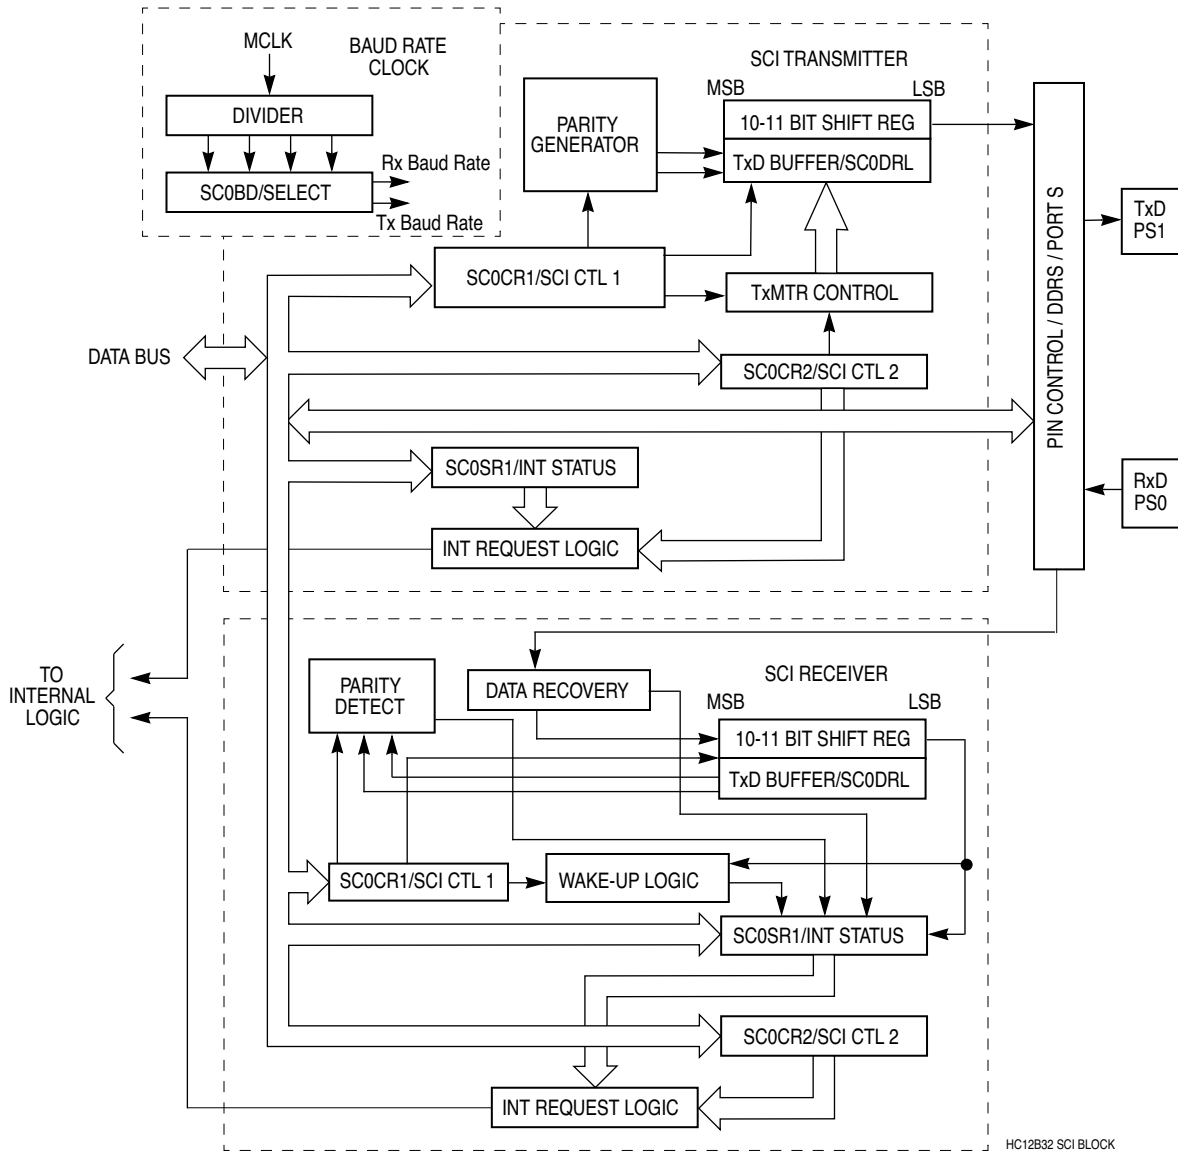 MCLK
BAUD RATE
CLOCK
DIVIDER
Rx Baud Rate
SC0BD/SELECT
Tx Baud Rate
SCI TRANSMITTER
MSB
LSB
PARITY
GENERATOR
10-11 BIT SHIFT REG
TxD BUFFER/SC0DRL
SC0CR1/SCI CTL 1
TxMTR CONTROL
DATA BUS
SC0CR2/SCI CTL 2
SC0SR1/INT STATUS
INT REQUEST LOGIC
PIN CONTROL / DDRS / PORT S
TxD
PS1
RxD
PS0
TO
INTERNAL
LOGIC
SCI RECEIVER
PARITY
DETECT
DATA RECOVERY
MSB
LSB
10-11 BIT SHIFT REG
TxD BUFFER/SC0DRL
SC0CR1/SCI CTL 1
WAKE-UP LOGIC
SC0SR1/INT STATUS
SC0CR2/SCI CTL 2
INT REQUEST LOGIC
HC12B32 SCI BLOCK